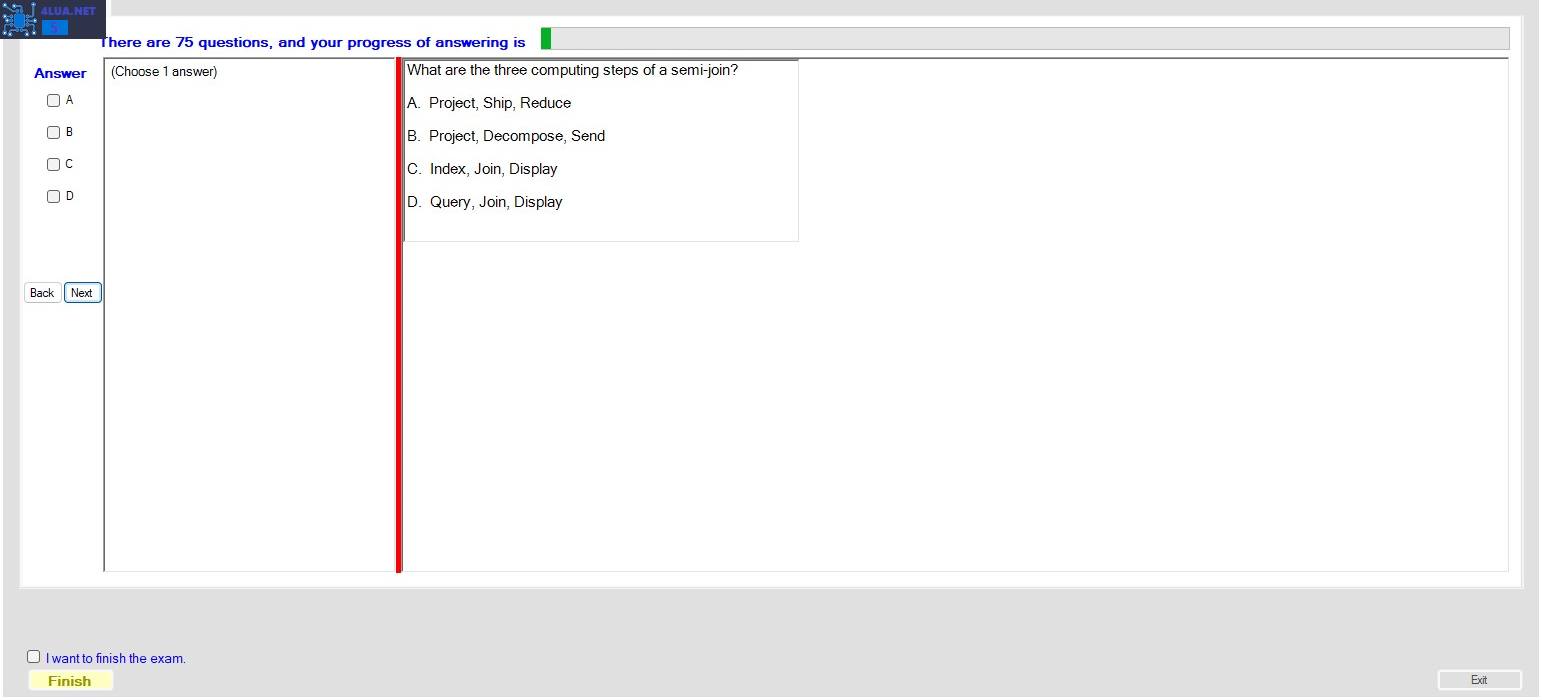 4LUA.NET
5
There are 75 questions, and your progress of answering is
Answer
(Choose 1 answer)
What are the three computing steps of a semi-join?
A
A. Project, Ship, Reduce
B
B. Project, Decompose, Send
C
C. Index, Join, Display
D
D. Query, Join, Display
Back Next
I want to finish the exam.
Finish
Exit